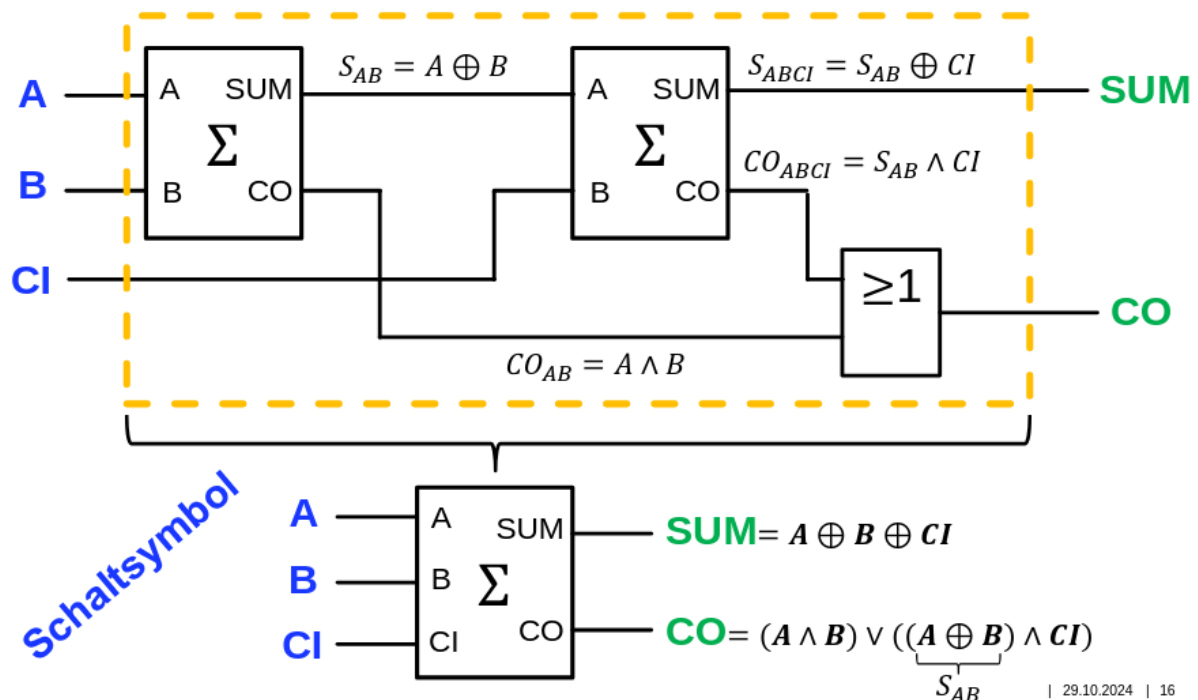 S_AB = A ⊕ B
S_ABCI = S_AB ⊕ CI
A
A SUM
A SUM
SUM
Σ
Σ
CO_ABCI = S_AB ∧ CI
B
B CO
B CO
CI
≥1
CO
CO_AB = A ∧ B
Schaltsymbol
A
A
SUM
SUM= A ⊕ B ⊕ CI
B
B
Σ
CI
CI
CO
CO= (A ∧ B) ∨ ((A ⊕ B) ∧ CI)
S_AB
| 29.10.2024 | 16